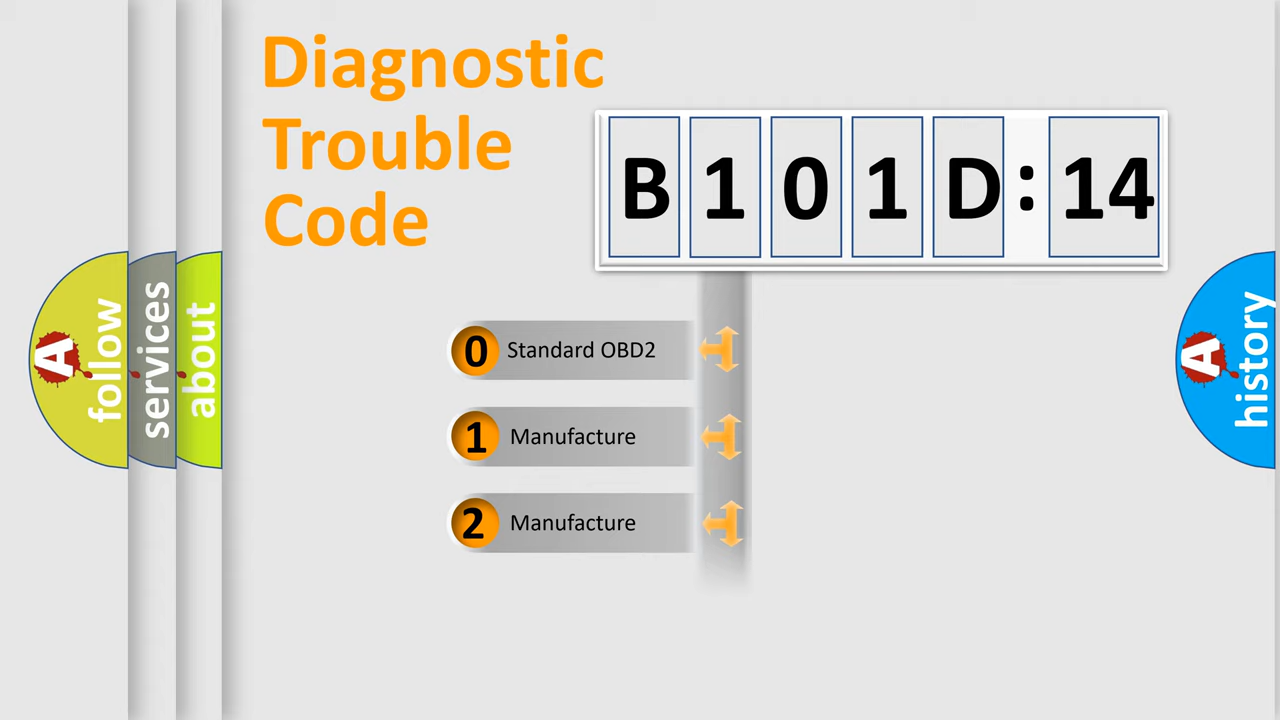 Diagnostic
Trouble
Code
B 1 0 1 D : 14
0 Standard OBD2
1 Manufacture
2 Manufacture
A follow
services
about
A history